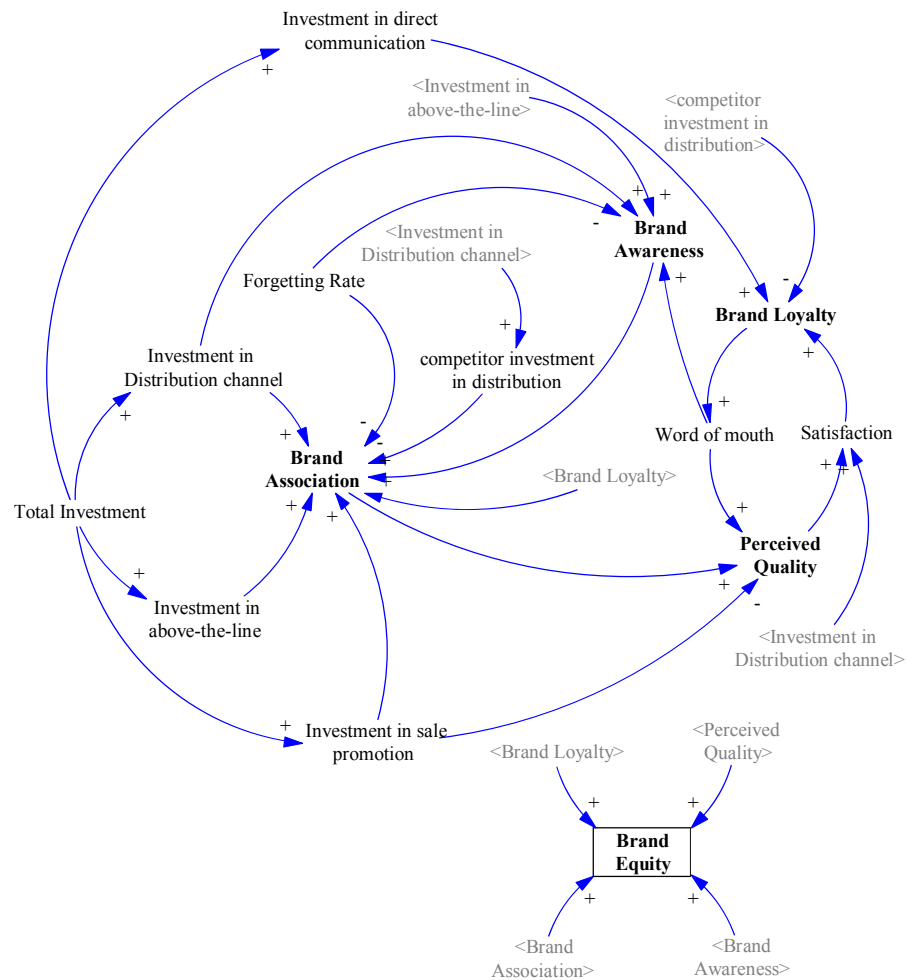 Investment in direct
communication
+
<Investment in
above-the-line>
<competitor
investment in
distribution>
+
+
-
Brand
Awareness
<Investment in
Distribution channel>
Forgetting Rate
+
-
+
Brand Loyalty
+
Investment in
Distribution channel
competitor investment
in distribution
+
+
-
-
+
Word of mouth
Satisfaction
+
Brand
Association
+
+
<Brand Loyalty>
+
+
Total Investment
+
+
+
Perceived
Quality
+
+
-
Investment in
above-the-line
<Investment in
Distribution channel>
+
Investment in sale
promotion
<Brand Loyalty>
<Perceived
Quality>
+
+
Brand
Equity
+
+
<Brand
Association>
<Brand
Awareness>